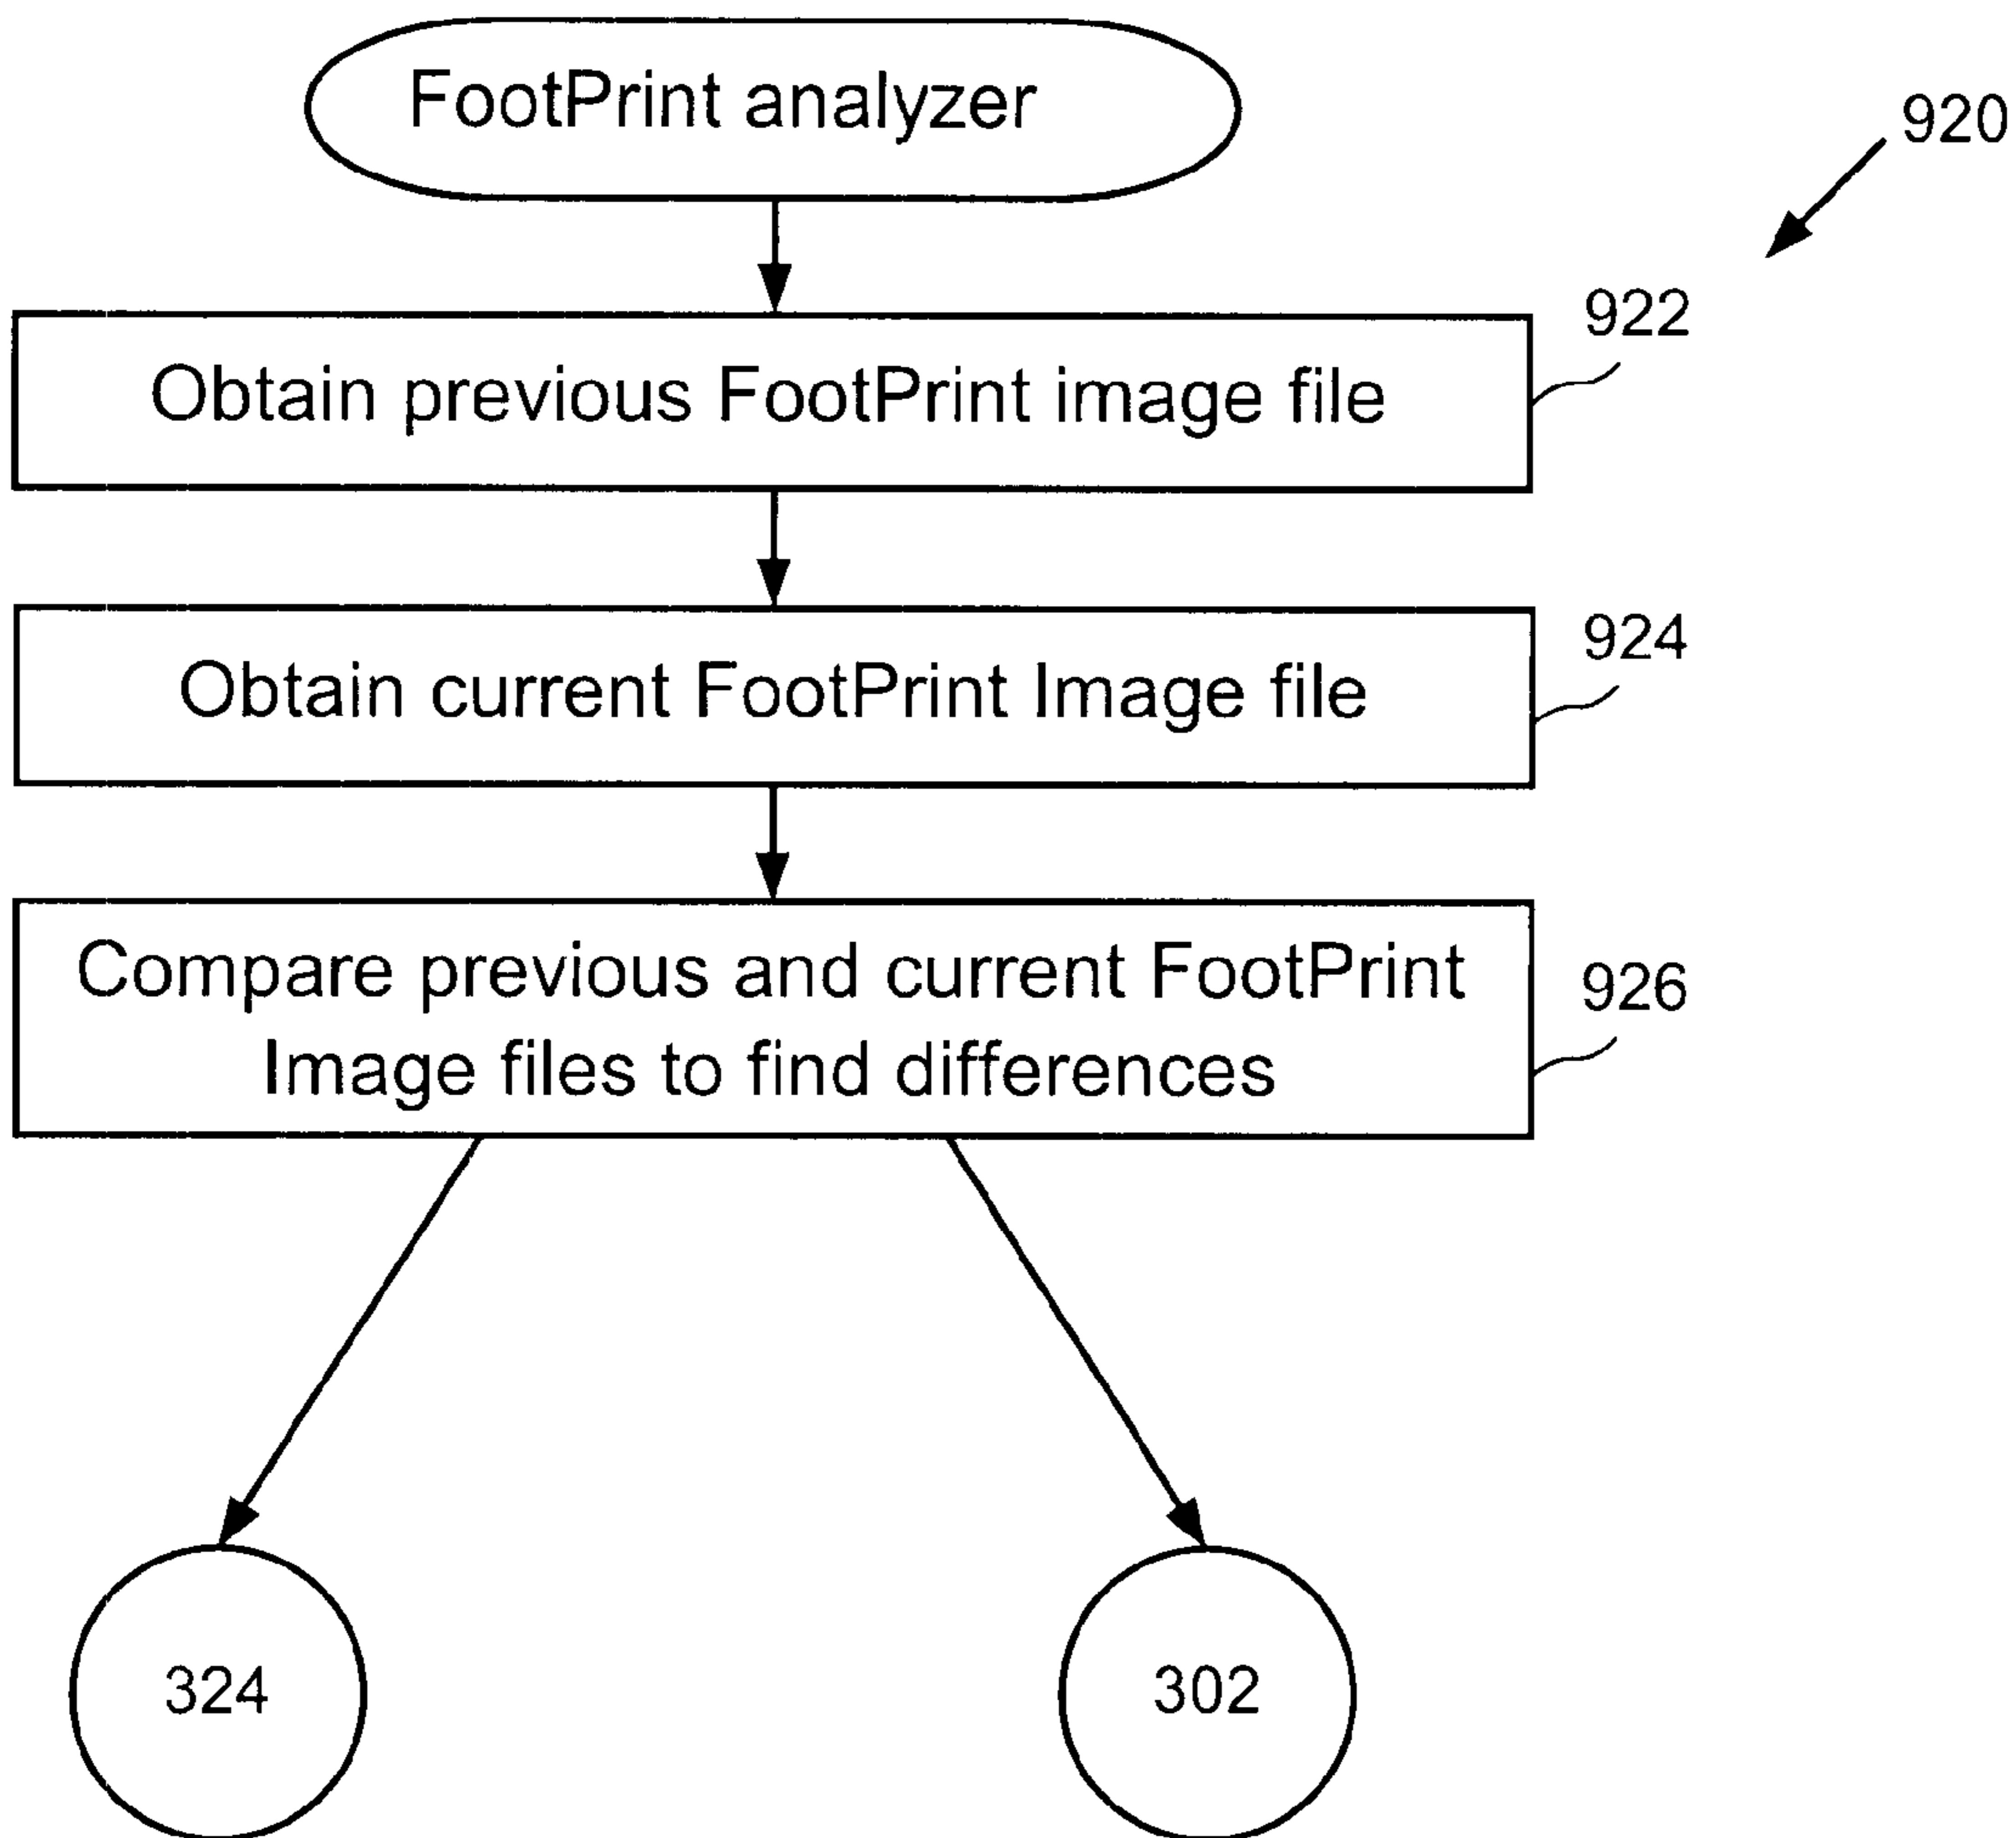 FootPrint analyzer
920
922
Obtain previous FootPrint image file
924
Obtain current FootPrint Image file
Compare previous and current FootPrint
926
Image files to find differences
324
302